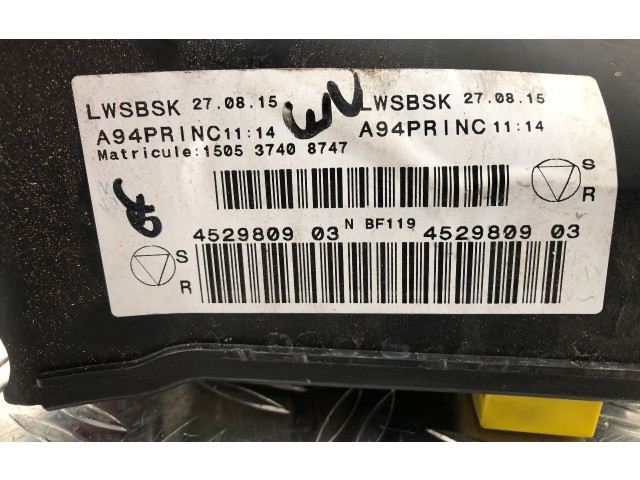 LWSBSK 27.08.15 LWSBSK 27.08.15
A94PRINC 11:14 A94PRINC 11:14
Matricule:1505 3740 8747
S
R
4529809 03 N BF119 4529809 03
S
R